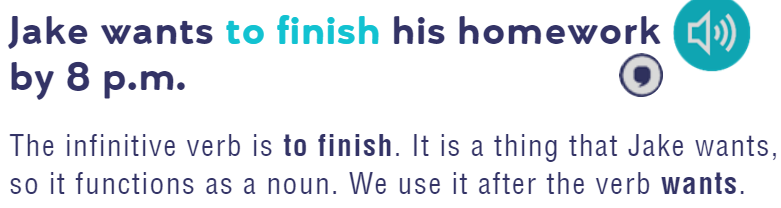 Jake wants to finish his homework
by 8 p.m.
The infinitive verb is to finish. It is a thing that Jake wants,
so it functions as a noun. We use it after the verb wants.